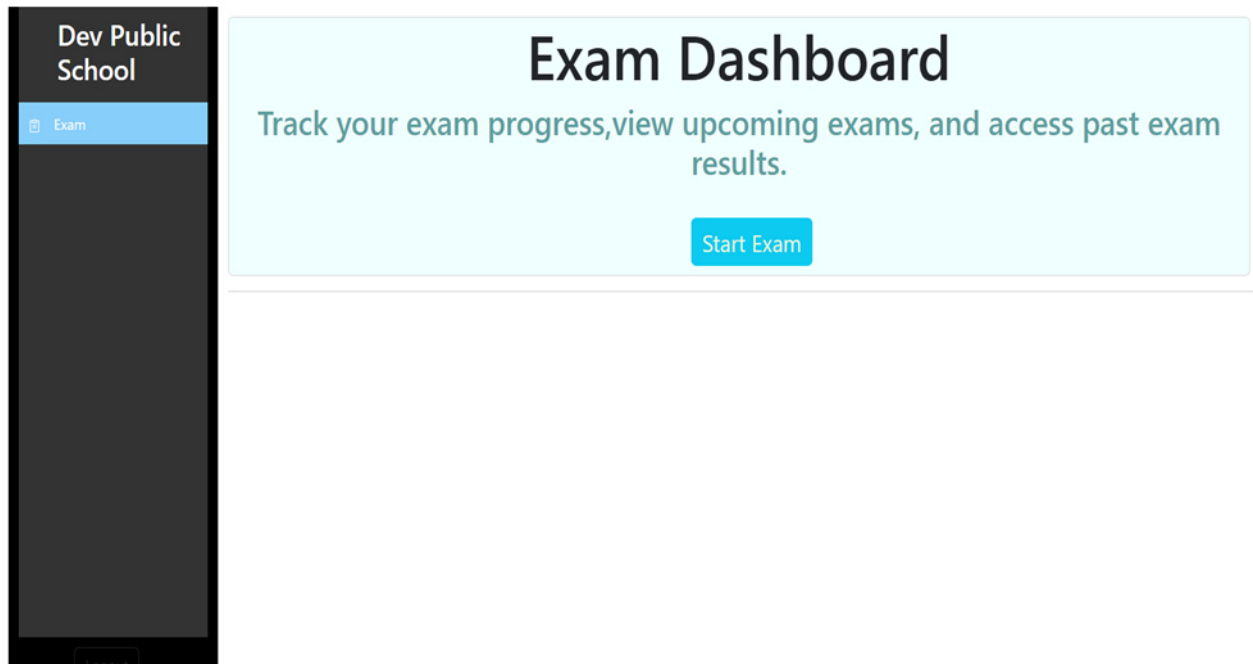 Dev Public
School
Exam
Exam Dashboard
Track your exam progress,view upcoming exams, and access past exam
results.
Start Exam